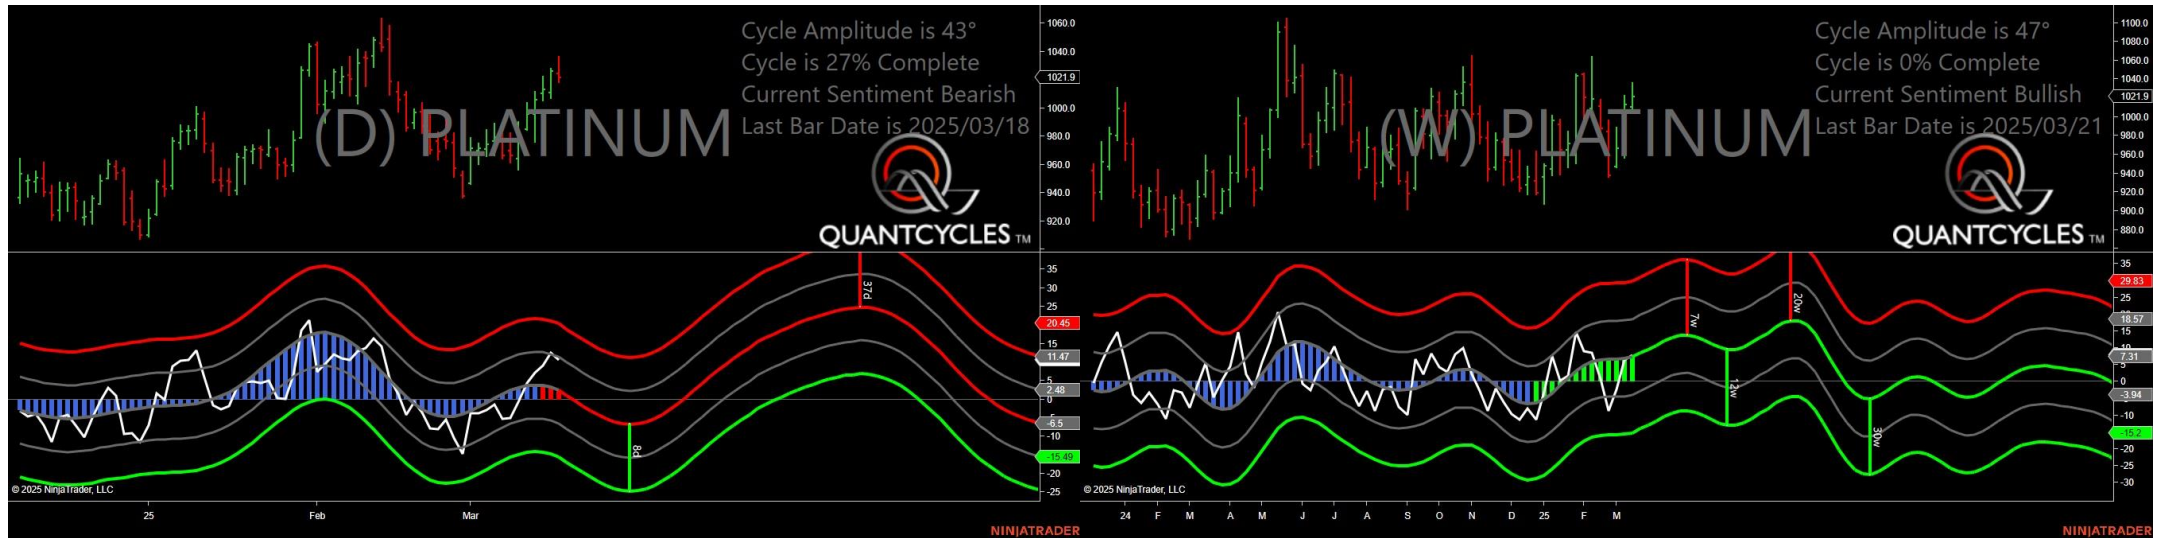 Cycle Amplitude is 43°
Cycle is 27% Complete
Current Sentiment Bearish
Last Bar Date is 2025/03/18
(D) PLATINUM
QUANTCYCLES TM
1060.0
1040.0
1021.9
1000.0
980.0
960.0
940.0
920.0
37d
8d
35
30
25
20.45
15
11.47
5
2.48
0
-6.5
-10
-15.49
-20
-25
© 2025 NinjaTrader, LLC
25
Feb
Mar
NINJATRADER
Cycle Amplitude is 47°
Cycle is 0% Complete
Current Sentiment Bullish
Last Bar Date is 2025/03/21
(W) PLATINUM
QUANTCYCLES TM
1100.0
1080.0
1060.0
1040.0
1021.9
1000.0
980.0
960.0
940.0
920.0
900.0
880.0
7w
12w
20w
30w
35
29.83
25
18.57
15
10
7.31
5
0
-3.94
-10
-15.2
-20
-25
-30
© 2025 NinjaTrader, LLC
24
F
M
A
M
J
J
A
S
O
N
D
25
F
M
NINJATRADER